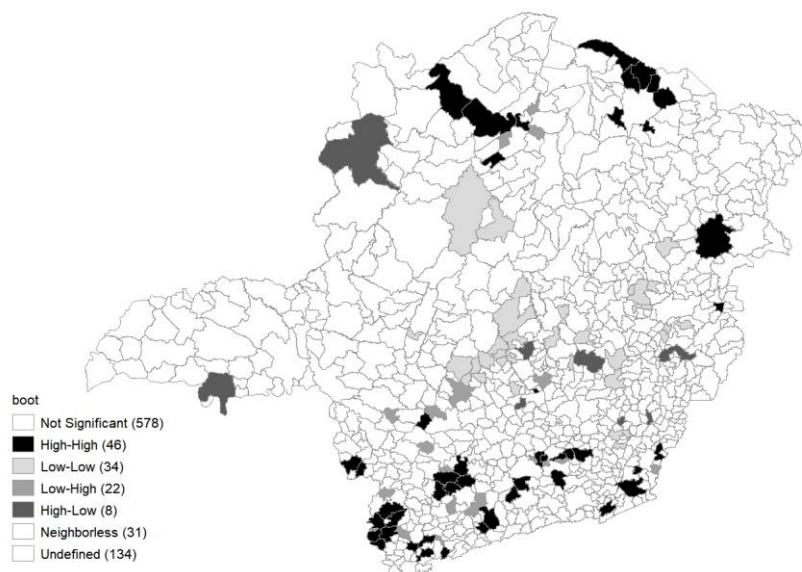 boot
Not Significant (578)
High-High (46)
Low-Low (34)
Low-High (22)
High-Low (8)
Neighborless (31)
Undefined (134)